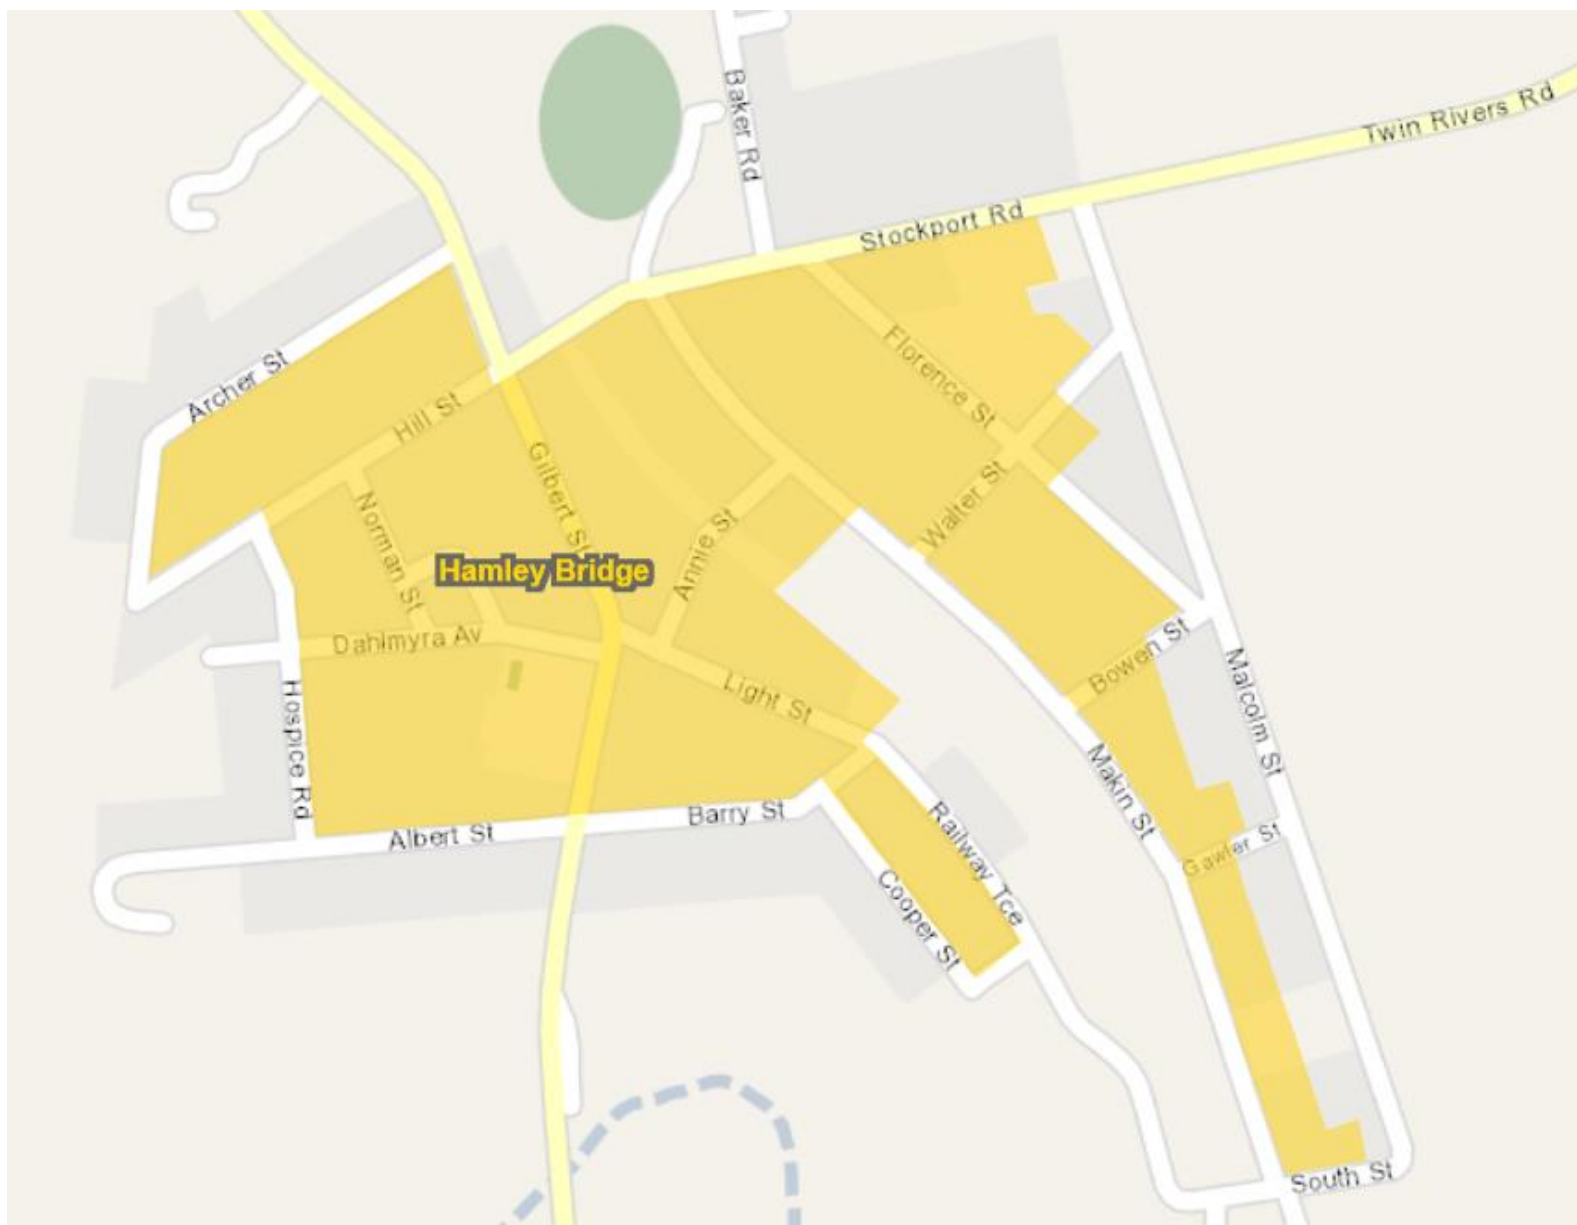 Twin Rivers Rd
Baker Rd
Stockport Rd
Archer St
Hill St
Florence St
Gilbert St
Norman St
Annie St
Walter St
Hamley Bridge
Dahlmyra Av
Light St
Bowen St
Malcolm St
Hospice Rd
Makin St
Albert St
Barry St
Railway Tce
Gawler St
Cooper St
South St